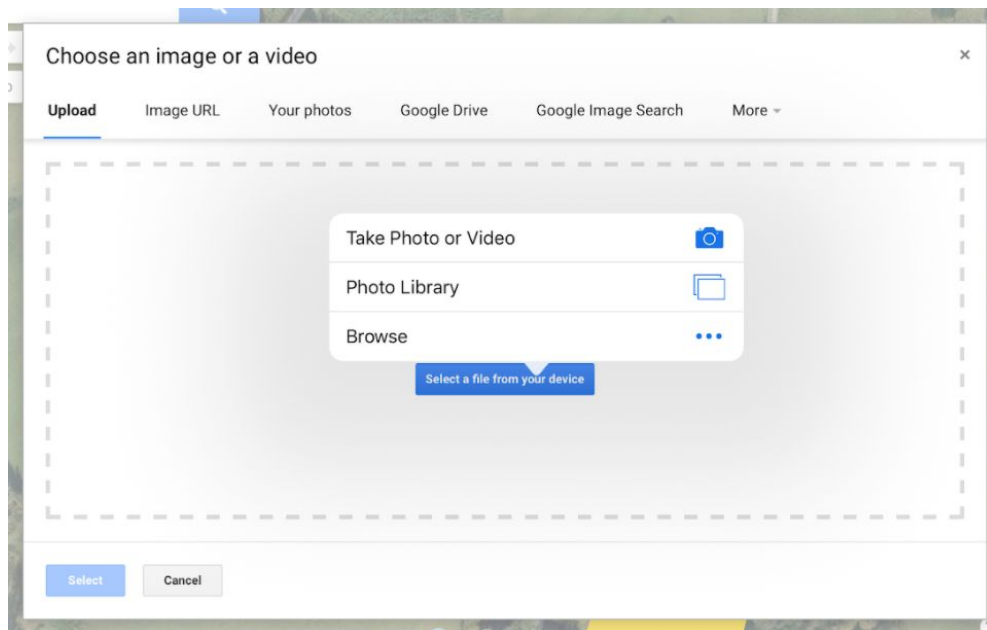 Choose an image or a video
×
Upload Image URL Your photos Google Drive Google Image Search More
Take Photo or Video
Photo Library
Browse
Select a file from your device
Select Cancel